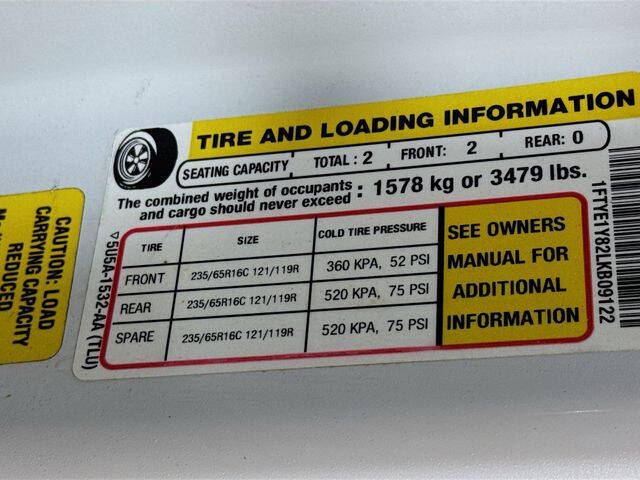 TIRE AND LOADING INFORMATION
SEATING CAPACITY TOTAL : 2 FRONT: 2 REAR: 0
The combined weight of occupants
and cargo should never exceed : 1578 kg or 3479 lbs.
TIRE SIZE COLD TIRE PRESSURE
FRONT 235/65R16C 121/119R 360 KPA, 52 PSI
REAR 235/65R16C 121/119R 520 KPA, 75 PSI
SPARE 235/65R16C 121/119R 520 KPA, 75 PSI
SEE OWNERS
MANUAL FOR
ADDITIONAL
INFORMATION
1FTYE1Y82LKB09122
5U5A-1532-AA (TLU)
CAUTION: LOAD
CARRYING CAPACITY
REDUCED